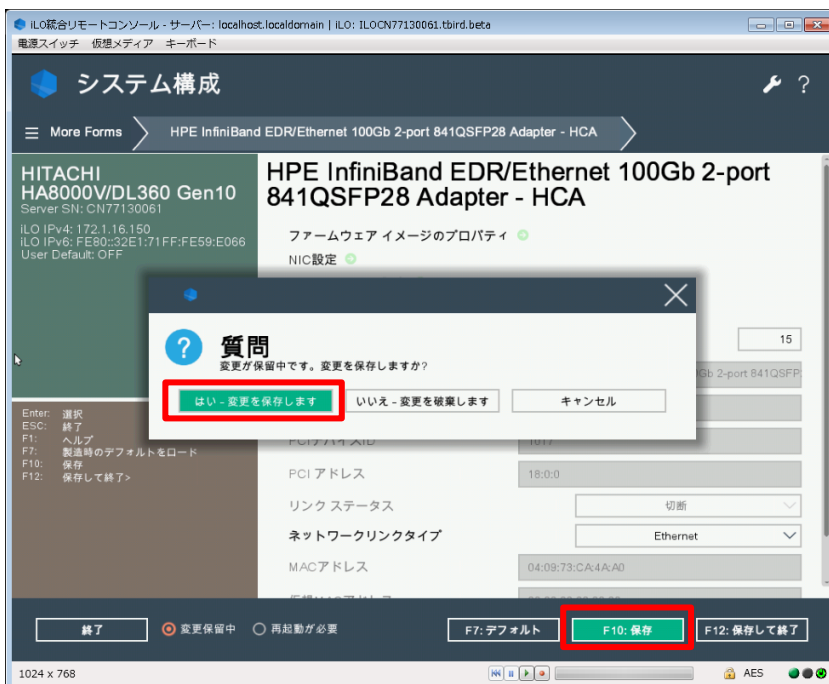 iLO統合リモートコンソール - サーバー: localhost.localdomain | iLO: ILOCN77130061.tbird.beta
電源スイッチ 仮想メディア キーボード
システム構成
?
More Forms
HPE InfiniBand EDR/Ethernet 100Gb 2-port 841QSFP28 Adapter - HCA
HITACHI
HA8000V/DL360 Gen10
Server SN: CN77130061
iLO IPv4: 172.1.16.150
iLO IPv6: FE80::32E1:71FF:FE59:E066
User Default: OFF
Enter: 選択
ESC: 終了
F1: ヘルプ
F7: 製造時のデフォルトをロード
F10: 保存
F12: 保存して終了>
HPE InfiniBand EDR/Ethernet 100Gb 2-port
841QSFP28 Adapter - HCA
ファームウェア イメージのプロパティ
NIC設定
15
Gb 2-port 841QSFP
?
質問
変更が保留中です。変更を保存しますか?
はい - 変更を保存します
いいえ - 変更を破棄します
キャンセル
PCIデバイスID 1017
PCI アドレス 18:0:0
リンク ステータス 切断
ネットワークリンクタイプ Ethernet
MACアドレス 04:09:73:CA:4A:A0
終了
変更保留中
再起動が必要
F7: デフォルト
F10: 保存
F12: 保存して終了
1024 x 768
AES